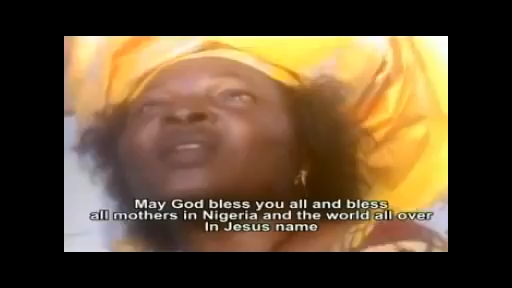 May God bless you all and bless
all mothers in Nigeria and the world all over
In Jesus name